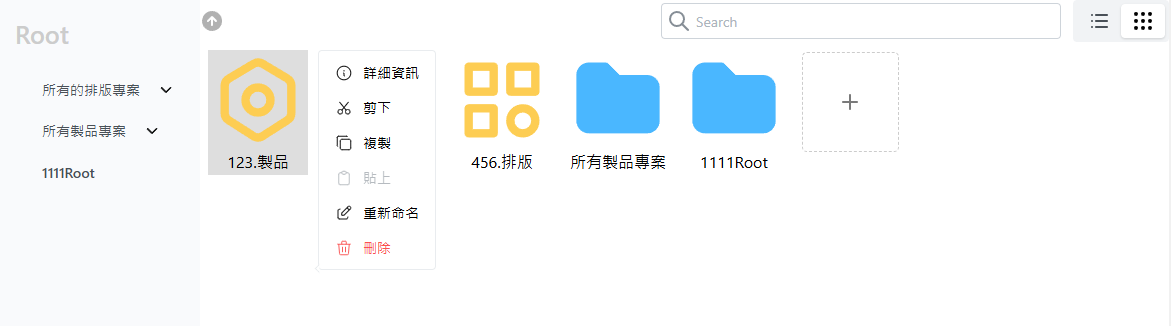 Root
所有的排版專案
所有製品專案
1111Root
Search
123.製品
詳細資訊
剪下
複製
貼上
重新命名
刪除
456.排版
所有製品專案
1111Root